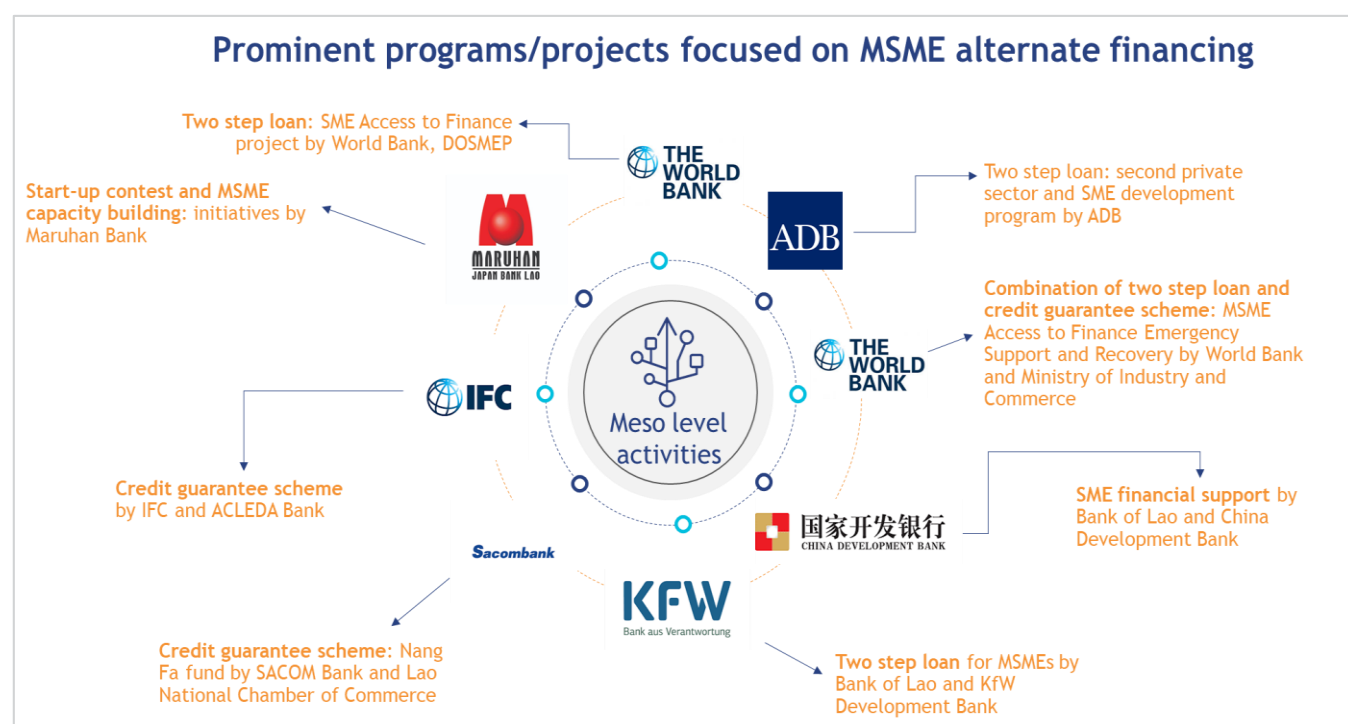 Prominent programs/projects focused on MSME alternate financing
Two step loan: SME Access to Finance
project by World Bank, DOSMEP
THE
WORLD
BANK
Start-up contest and MSME
capacity building: initiatives by
Maruhan Bank
MARUHAN
JAPAN BANK LAO
ADB
Two step loan: second private
sector and SME development
program by ADB
Combination of two step loan and
credit guarantee scheme: MSME
Access to Finance Emergency
Support and Recovery by World Bank
and Ministry of Industry and
Commerce
THE
WORLD
BANK
IFC
Meso level
activities
Credit guarantee scheme
by IFC and ACLEDA Bank
SME financial support by
Bank of Lao and China
Development Bank
国家开发银行
CHINA DEVELOPMENT BANK
Sacombank
KFW
Bank aus Verantwortung
Credit guarantee scheme: Nang
Fa fund by SACOM Bank and Lao
National Chamber of Commerce
Two step loan for MSMEs by
Bank of Lao and KfW
Development Bank